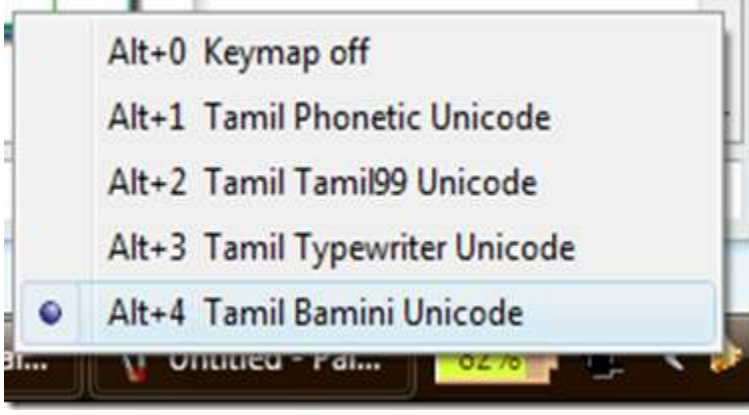 Alt+0 Keymap off
Alt+1 Tamil Phonetic Unicode
Alt+2 Tamil Tamil99 Unicode
Alt+3 Tamil Typewriter Unicode
Alt+4 Tamil Bamini Unicode
Untitled - Pai... 82%